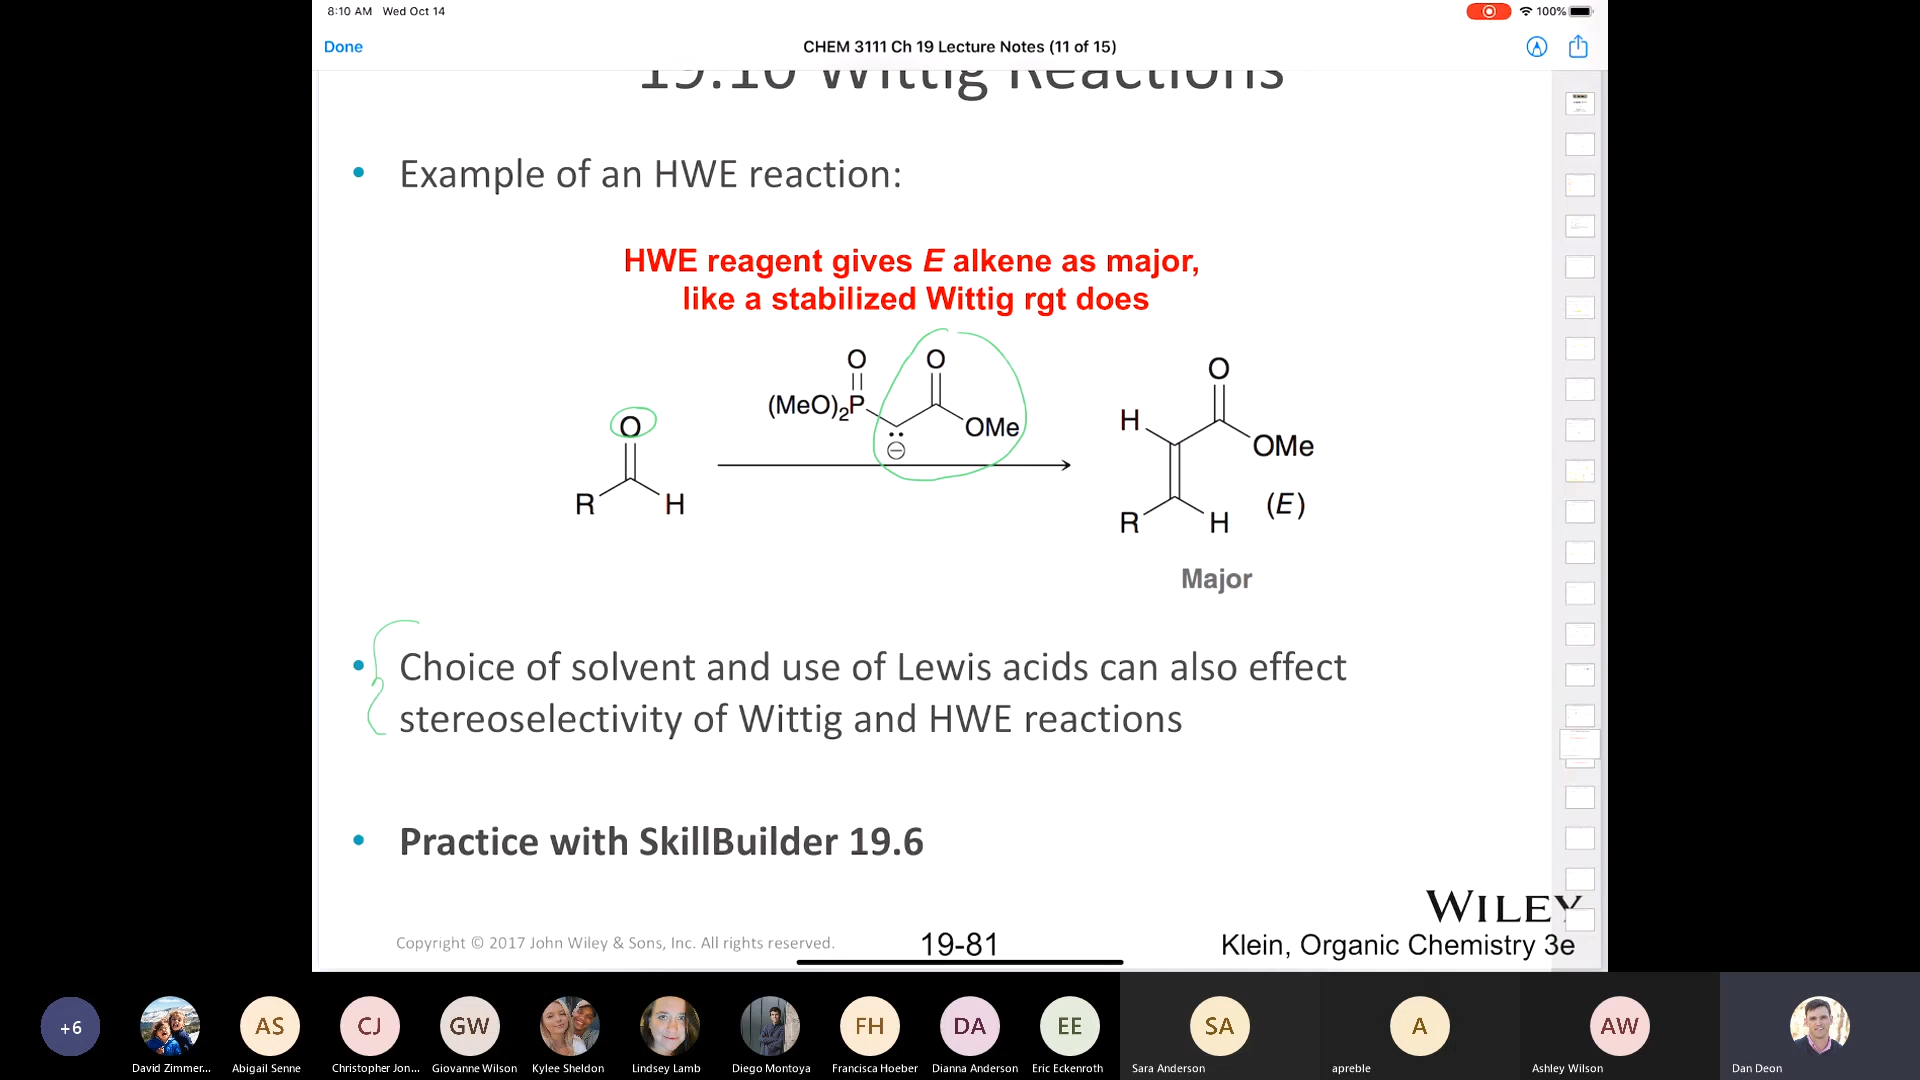 8:10 AM Wed Oct 14
100%
Done
CHEM 3111 Ch 19 Lecture Notes (11 of 15)
19.10 Wittig Reactions
• Example of an HWE reaction:
HWE reagent gives E alkene as major,
like a stabilized Wittig rgt does
O
R H
O O
(MeO)2P
OMe
O
H
OMe
R H (E)
Major
• Choice of solvent and use of Lewis acids can also effect
stereoselectivity of Wittig and HWE reactions
• Practice with SkillBuilder 19.6
WILEY
Copyright © 2017 John Wiley & Sons, Inc. All rights reserved.
19-81
Klein, Organic Chemistry 3e
+6
AS
CJ
GW
FH
DA
EE
SA
A
AW
David Zimmer...
Abigail Senne
Christopher Jon...
Giovanne Wilson
Kylee Sheldon
Lindsey Lamb
Diego Montoya
Francisca Hoeber
Dianna Anderson
Eric Eckenroth
Sara Anderson
apreble
Ashley Wilson
Dan Deon